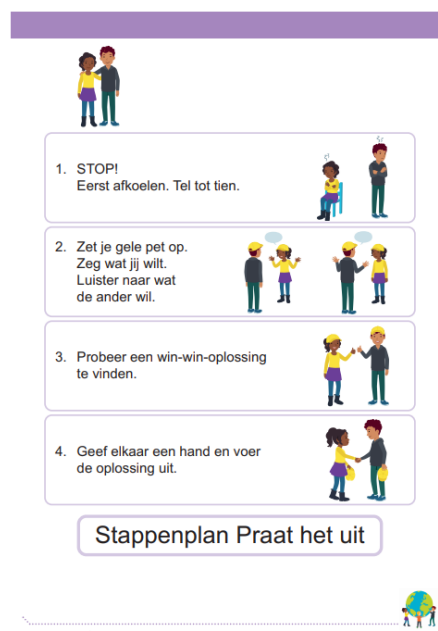 1. STOP!
Eerst afkoelen. Tel tot tien.
2. Zet je gele pet op.
Zeg wat jij wilt.
Luister naar wat
de ander wil.
3. Probeer een win-win-oplossing
te vinden.
4. Geef elkaar een hand en voer
de oplossing uit.
Stappenplan Praat het uit